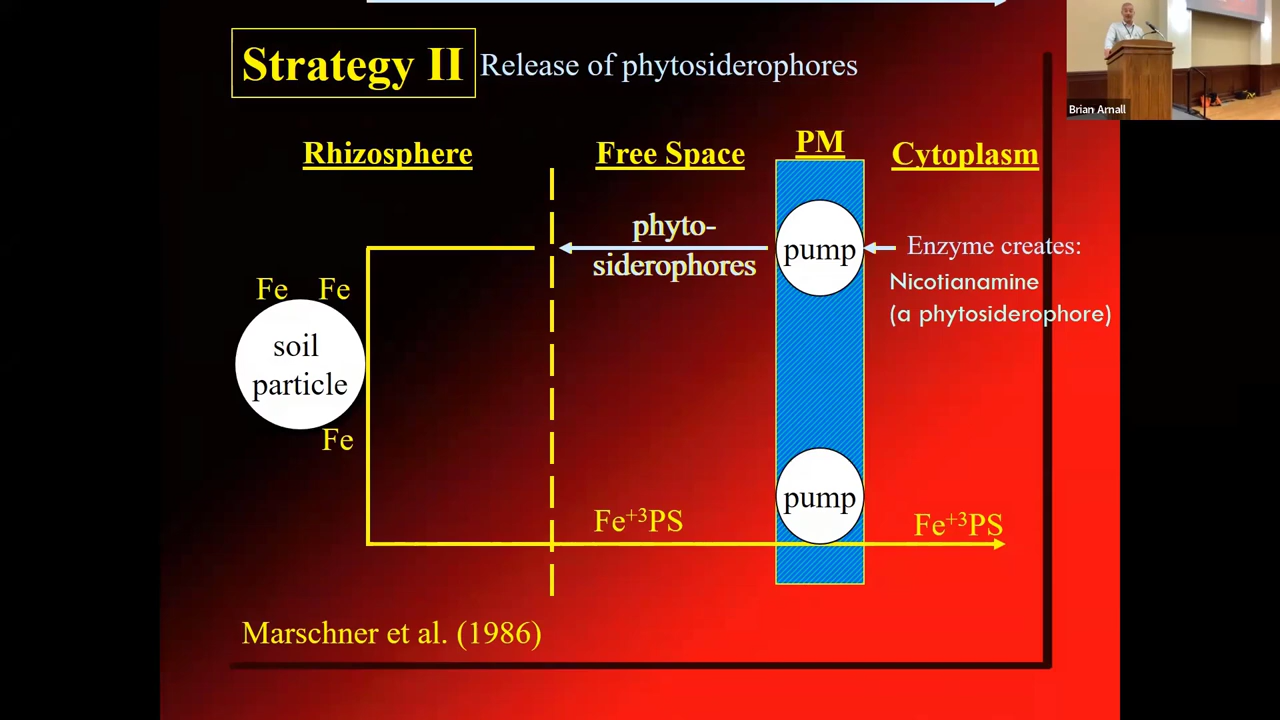 Strategy II Release of phytosiderophores
Brian Arnall
Rhizosphere
Free Space
PM
Cytoplasm
phyto-
siderophores
pump
Enzyme creates:
Nicotianamine
(a phytosiderophore)
Fe Fe
soil
particle
Fe
pump
Fe⁺³PS
Fe⁺³PS
Marschner et al. (1986)